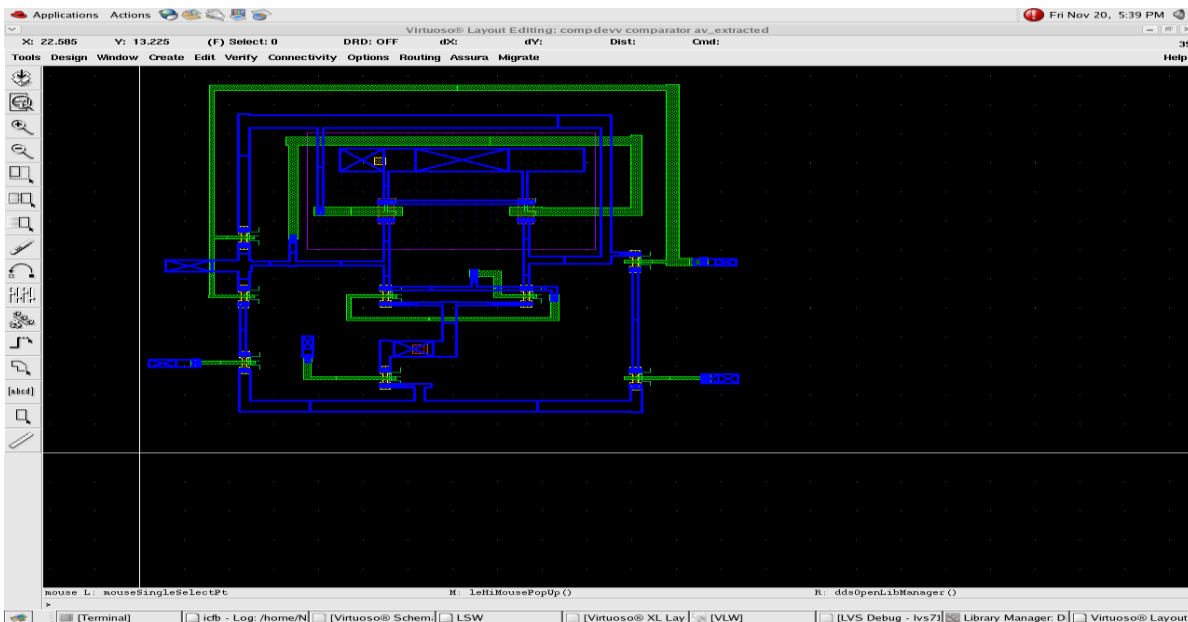 Applications Actions Fri Nov 20, 5:39 PM
Virtuoso® Layout Editing: compdevv comparator av_extracted
X: 22.585 Y: 13.225 (F) Select: 0 DRD: OFF dX: dY: Dist: Cmd:
Tools Design Window Create Edit Verify Connectivity Options Routing Assura Migrate Help
[abcd]
mouse L: mouseSingleSelectPt M: leHiMousePopUp() R: ddsOpenLibManager()
>
[Terminal] icfb - Log: /home/N [Virtuoso® Schem. LSW [Virtuoso® XL Lay [VLW] [LVS Debug - lvs7] Library Manager: D Virtuoso® Layout